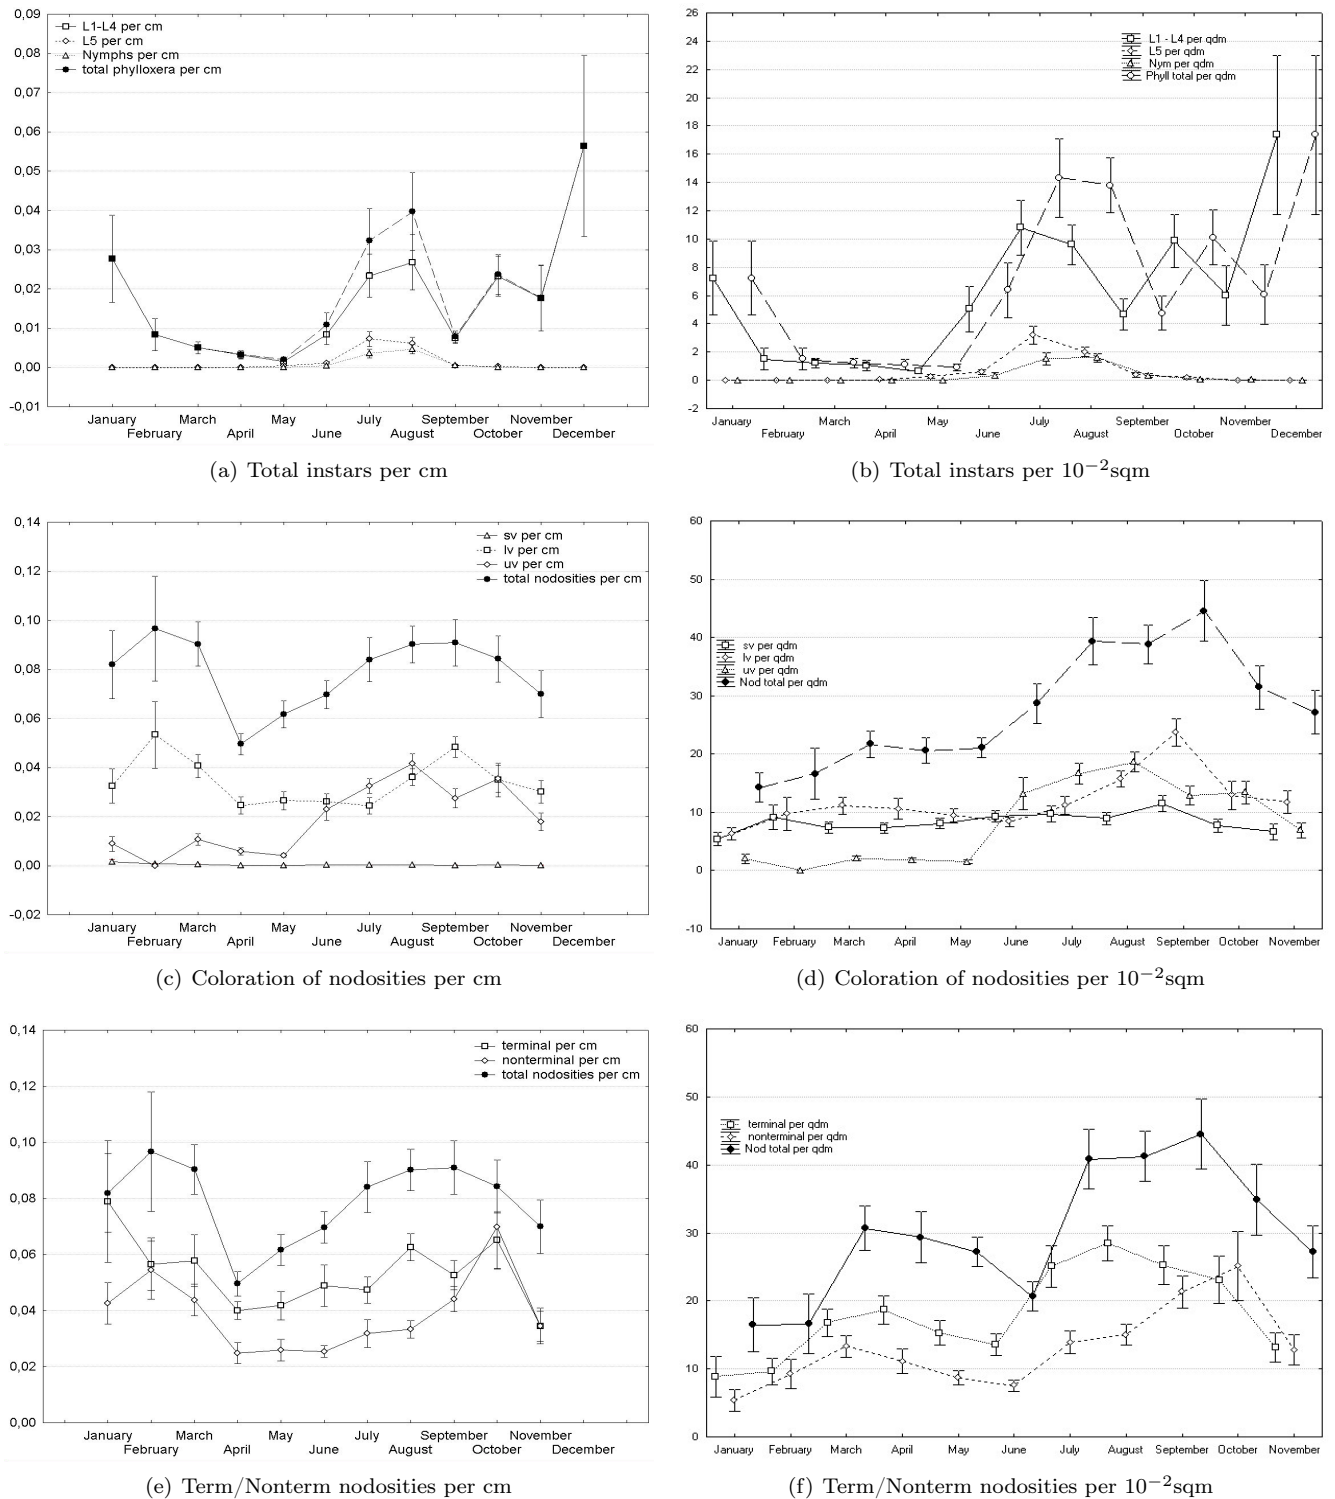 0,09
0,08
0,07
0,06
0,05
0,04
0,03
0,02
0,01
0,00
-0,01
L1-L4 per cm
L5 per cm
Nymphs per cm
total phylloxera per cm
January March May July September November
February April June August October December
(a) Total instars per cm
26
24
22
20
18
16
14
12
10
8
6
4
2
0
-2
L1 - L4 per qdm
L5 per qdm
Nym per qdm
Phyll total per qdm
January March May July September November
February April June August October December
(b) Total instars per 10−2sqm
0,14
0,12
0,10
0,08
0,06
0,04
0,02
0,00
-0,02
sv per cm
lv per cm
uv per cm
total nodosities per cm
January March May July September November
February April June August October December
(c) Coloration of nodosities per cm
60
50
40
30
20
10
0
-10
sv per qdm
lv per qdm
uv per qdm
Nod total per qdm
January February March April May June July August September October November
(d) Coloration of nodosities per 10−2sqm
0,14
0,12
0,10
0,08
0,06
0,04
0,02
0,00
terminal per cm
nonterminal per cm
total nodosities per cm
January March May July September November
February April June August October December
(e) Term/Nonterm nodosities per cm
60
50
40
30
20
10
0
terminal per qdm
nonterminal per qdm
Nod total per qdm
January February March April May June July August September October November
(f) Term/Nonterm nodosities per 10−2sqm